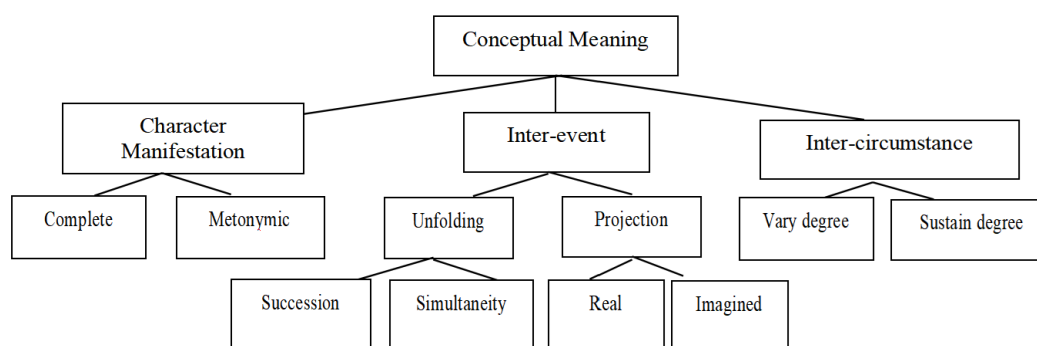 Conceptual Meaning
Character
Manifestation
Inter-event
Inter-circumstance
Complete
Metonymic
Unfolding
Projection
Vary degree
Sustain degree
Succession
Simultaneity
Real
Imagined